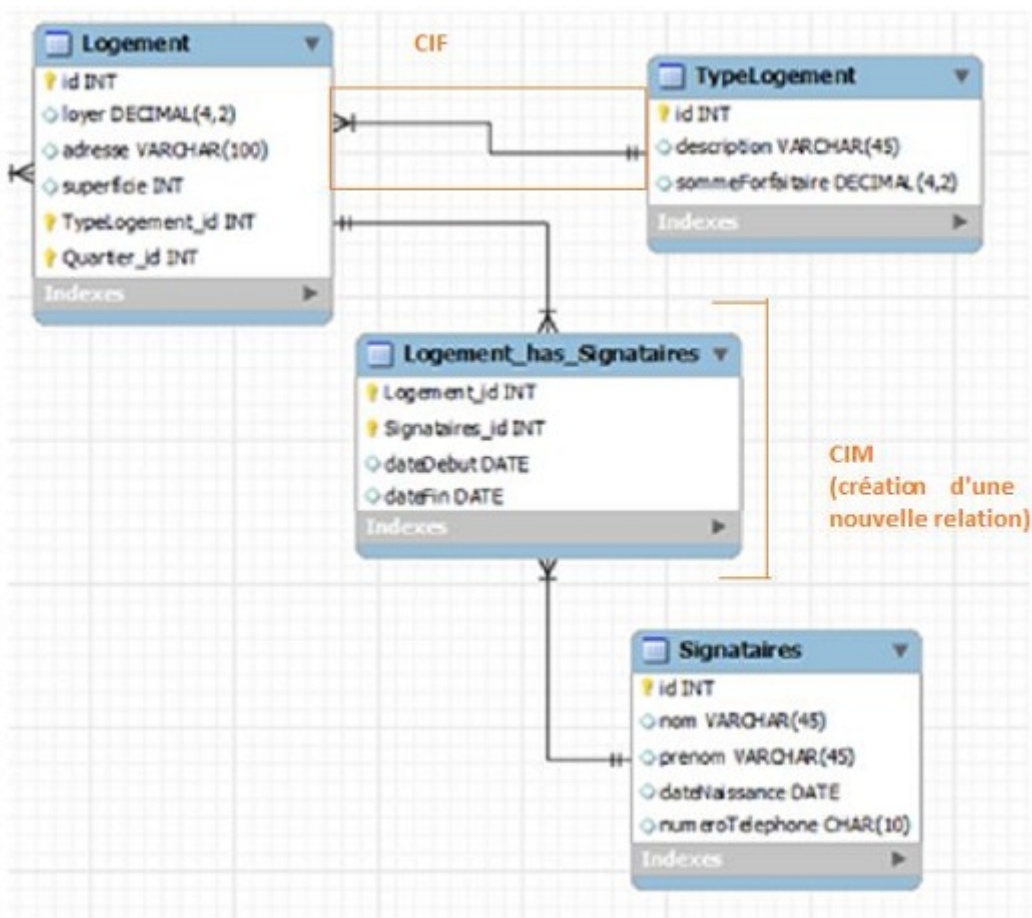 Logement
id INT
loyer DECIMAL(4,2)
adresse VARCHAR(100)
superficie INT
TypeLogement_id INT
Quartier_id INT
Indexes
CIF
TypeLogement
id INT
description VARCHAR(45)
sommeForfaitaire DECIMAL(4,2)
Indexes
Logement_has_Signataires
Logement_id INT
Signataires_id INT
dateDebut DATE
dateFin DATE
Indexes
CIM
(création d'une
nouvelle relation)
Signataires
id INT
nom VARCHAR(45)
prenom VARCHAR(45)
dateNaissance DATE
numeroTelephone CHAR(10)
Indexes